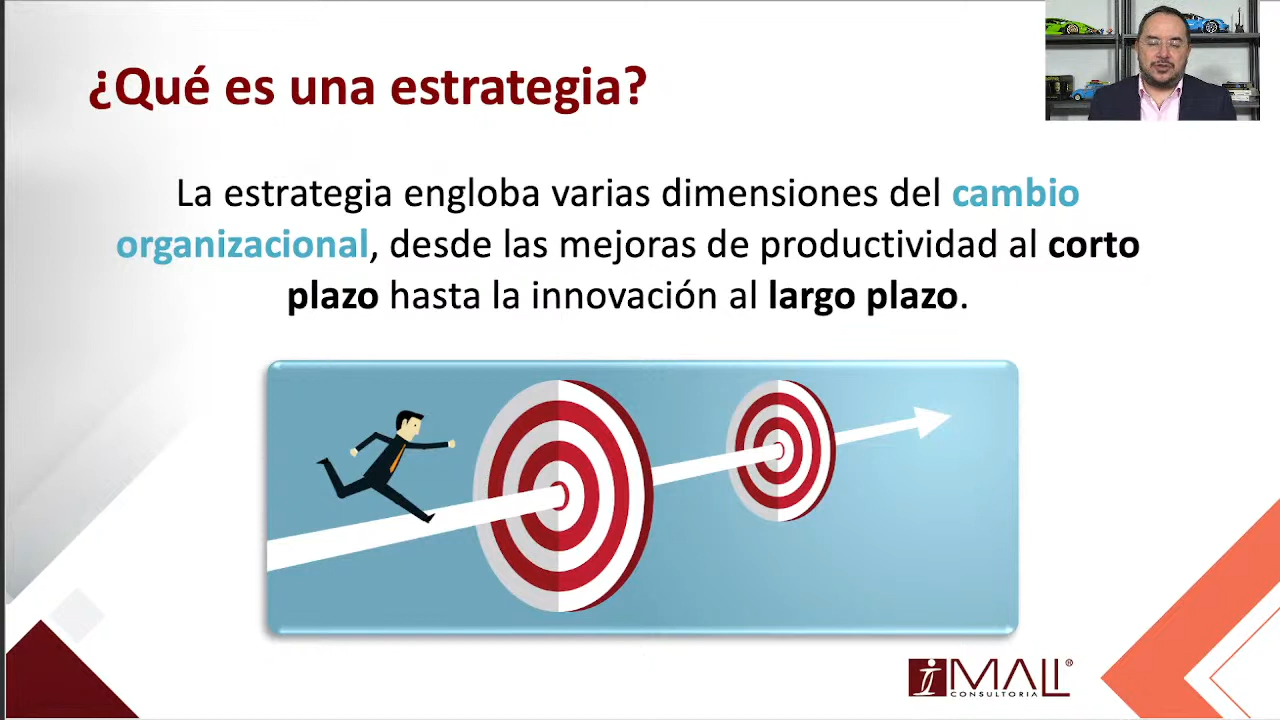 ¿Qué es una estrategia?
La estrategia engloba varias dimensiones del cambio
organizacional, desde las mejoras de productividad al corto
plazo hasta la innovación al largo plazo.
iMALI®
CONSULTORIA